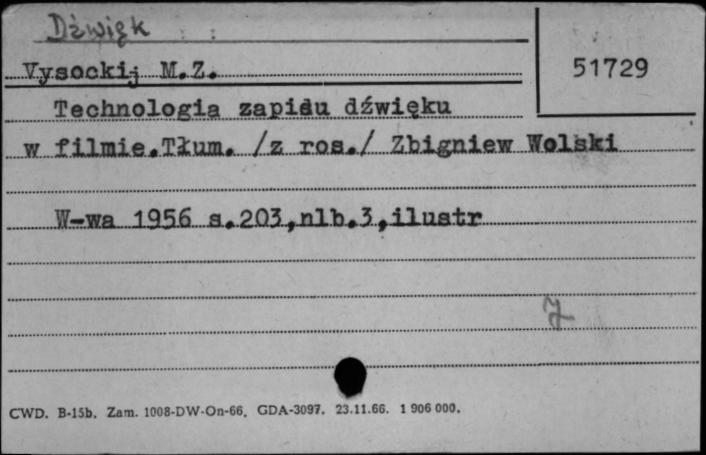 Dźwięk
Vysockij M.Z.
51729
Technologia zapisu dźwięku
w filmie.Tłum. /z ros./ Zbigniew Wolski
W-wa 1956 s.203,nlb.3,ilustr
CWD. B-15b. Zam. 1008-DW-On-66. GDA-3097. 23.11.66. 1 906 000.